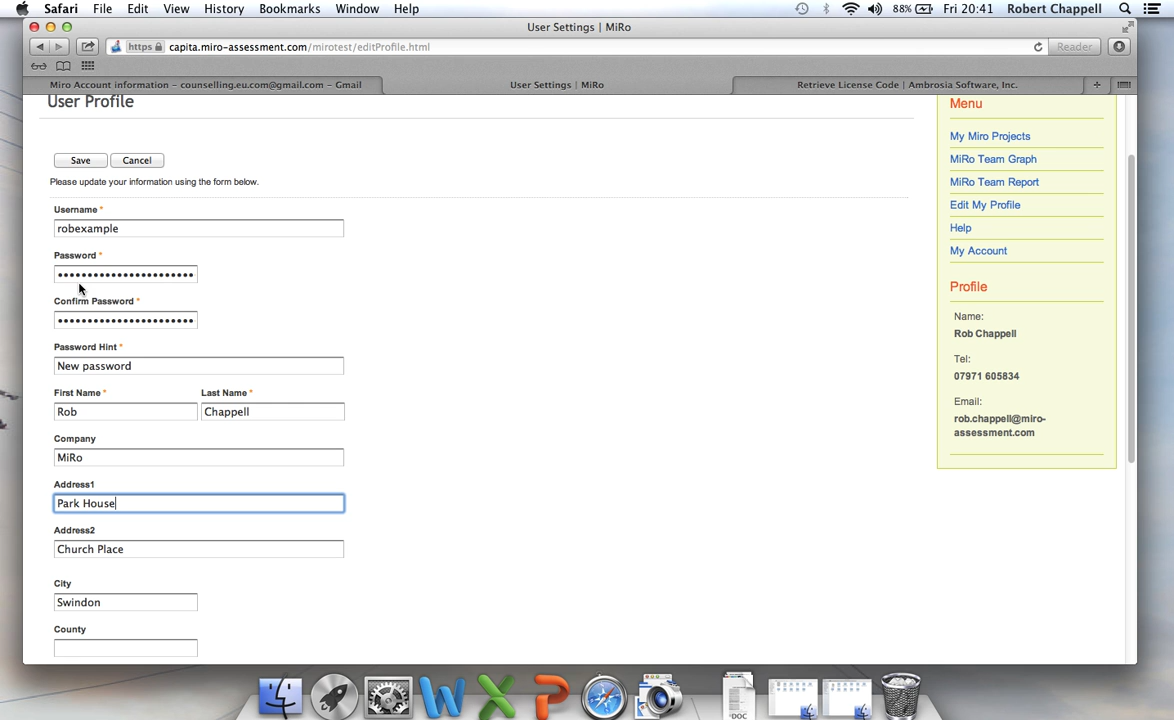 Safari File Edit View History Bookmarks Window Help 88% Fri 20:41 Robert Chappell
User Settings | MiRo
https capita.miro-assessment.com/mirotest/editProfile.html Reader
Miro Account information – counselling.eu.com@gmail.com – Gmail User Settings | MiRo Retrieve License Code | Ambrosia Software, Inc. +
User Profile
Save Cancel
Please update your information using the form below.
Username *
robexample
Password *
••••••••••••••••••••••••
Confirm Password *
••••••••••••••••••••••••
Password Hint *
New password
First Name * Last Name *
Rob Chappell
Company
MiRo
Address1
Park House
Address2
Church Place
City
Swindon
County
Menu
My Miro Projects
MiRo Team Graph
MiRo Team Report
Edit My Profile
Help
My Account
Profile
Name:
Rob Chappell
Tel:
07971 605834
Email:
rob.chappell@miro-
assessment.com
DOC